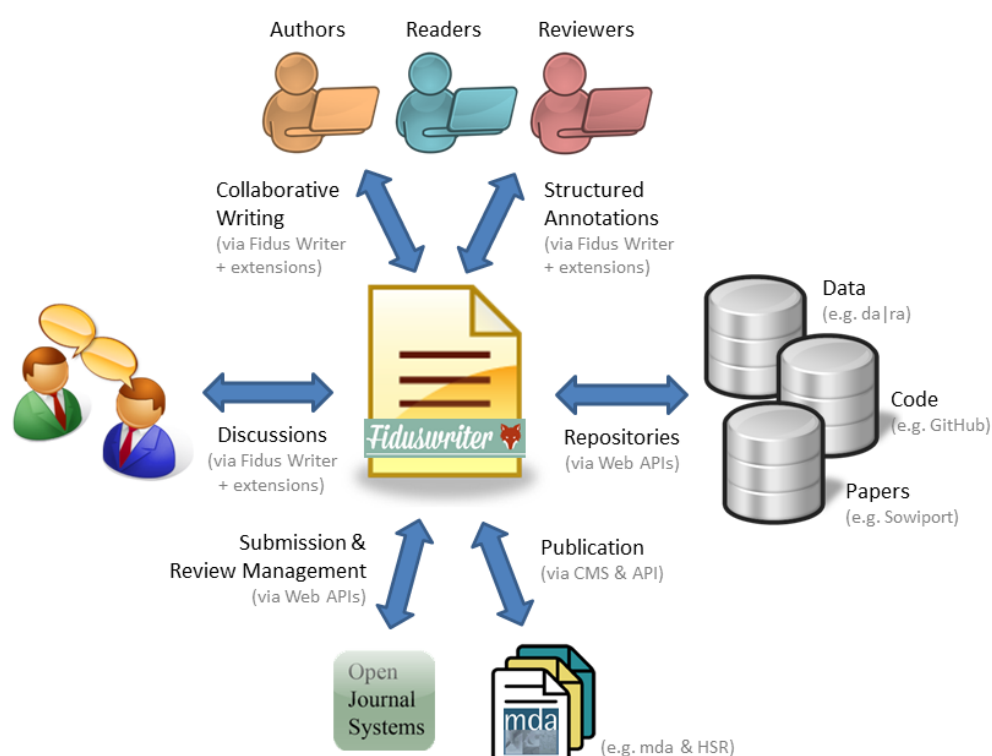 Authors
Readers
Reviewers
Collaborative
Writing
(via Fidus Writer
+ extensions)
Structured
Annotations
(via Fidus Writer
+ extensions)
Data
(e.g. da|ra)
Code
(e.g. GitHub)
Papers
(e.g. Sowiport)
Fiduswriter
Discussions
(via Fidus Writer
+ extensions)
Repositories
(via Web APIs)
Submission &
Review Management
(via Web APIs)
Publication
(via CMS & API)
Open
Journal
Systems
mda
(e.g. mda & HSR)